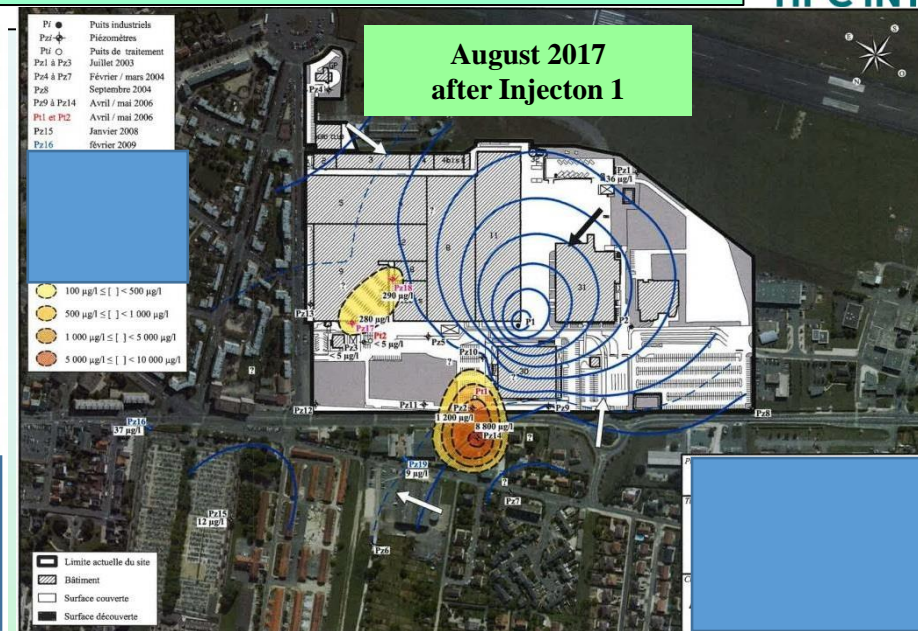 August 2017
after Injecton 1
Pi Puits industriels
Pzi Piézomètres
Pti Puits de traitement
Pz1 à Pz3 Juillet 2003
Pz4 à Pz7 Février / mars 2004
Pz8 Septembre 2004
Pz9 à Pz14 Avril / mai 2006
Pt1 et Pt2 Avril / mai 2006
Pz15 Janvier 2008
Pz16 février 2009
100 µg/l ≤ [ ] < 500 µg/l
500 µg/l ≤ [ ] < 1 000 µg/l
1 000 µg/l ≤ [ ] < 5 000 µg/l
5 000 µg/l ≤ [ ] < 10 000 µg/l
E S
N O
Pz4
2 3 4 4bis
Pz1
36 µg/l
5
11
?
8
9
31
Pz18
290 µg/l
280 µg/l
Pz17
Pz13
Pt2
Pz3 < 5 µg/l
< 5 µg/l
Pz5
P1
P2
Pz10
30
?
Pt1
Pz12
Pz11
Pz2
Pz9
Pz8
1 200 µg/l
Pz16
37 µg/l
8 800 µg/l
Pz14
?
Pz19
9 µg/l
?
Pz7
Pz15
12 µg/l
Pz6
Limite actuelle du site
Bâtiment
Surface couverte
Surface découverte